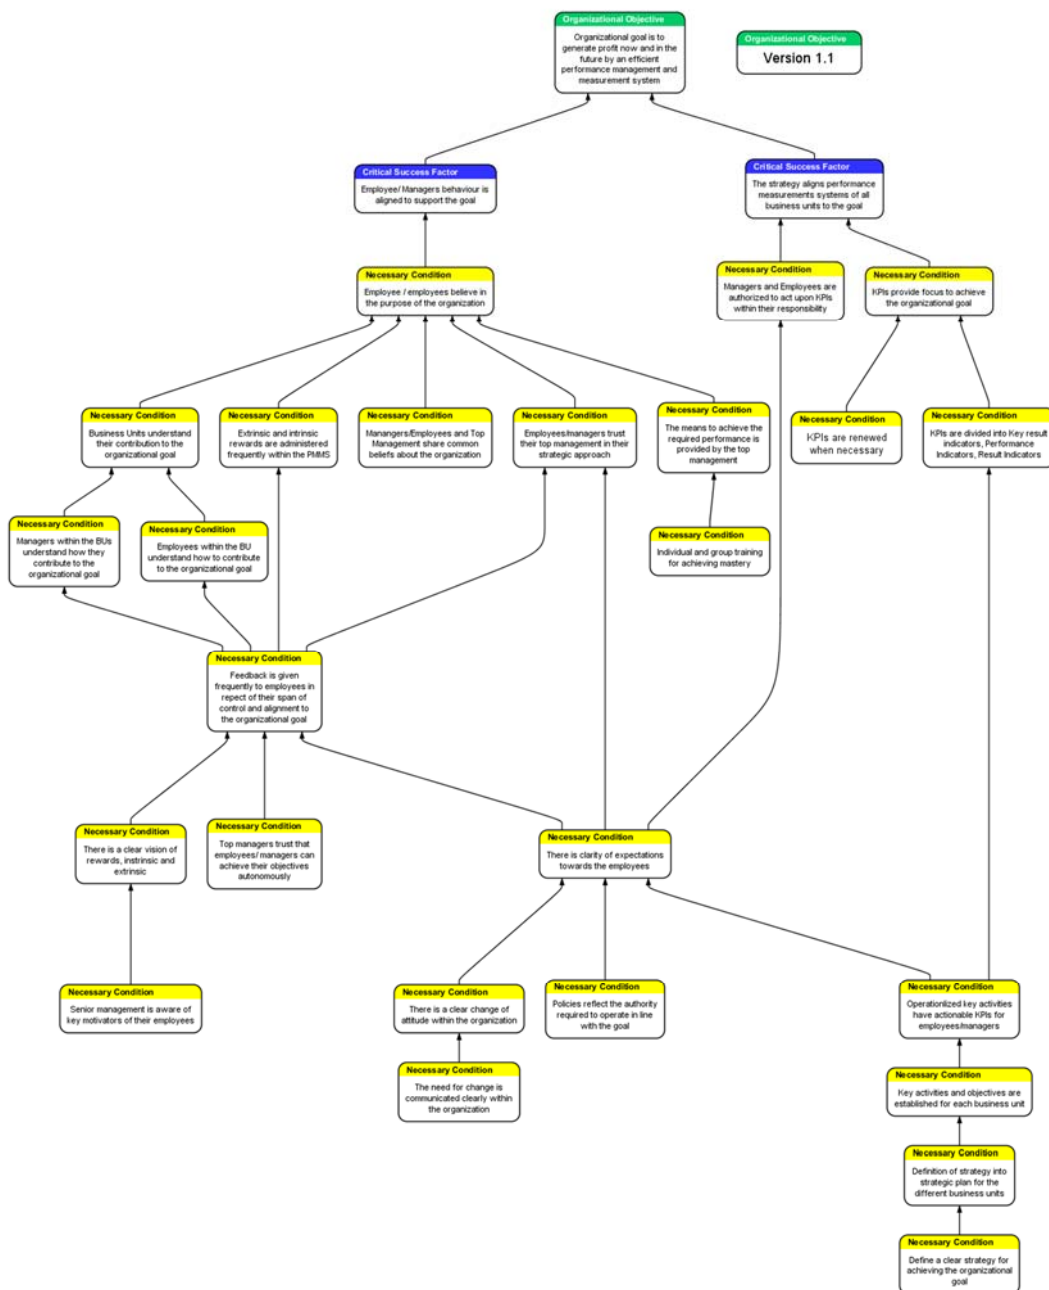 Organizational Objective
Organizational goal is to
generate profit now and in the
future by an efficient
performance management and
measurement system
Organizational Objective
Version 1.1
Critical Success Factor
Employee/ Managers behaviour is
aligned to support the goal
Critical Success Factor
The strategy aligns performance
measurements systems of all
business units to the goal
Necessary Condition
Employee / employees believe in
the purpose of the organization
Necessary Condition
Managers and Employees are
authorized to act upon KPIs
within their responsibility
Necessary Condition
KPIs provide focus to achieve
the organizational goal
Necessary Condition
Business Units understand
their contribution to the
organizational goal
Necessary Condition
Extrinsic and intrinsic
rewards are administered
frequently within the PMMS
Necessary Condition
Manangers/Employees and Top
Management share common
beliefs about the organization
Necessary Condition
Employees/managers trust
their top management in their
strategic approach
Necessary Condition
The means to achieve the
required performance is
provided by the top
management
Necessary Condition
KPIs are renewed
when necessary
Necessary Condition
KPIs are divided into Key result
indicators, Performance
Indicators, Result Indicators
Necessary Condition
Managers within the BUs
understand how they
contribute to the
organizational goal
Necessary Condition
Employees within the BU
understand how to contribute
to the organizational goal
Necessary Condition
Individual and group training
for achieving mastery
Necessary Condition
Feedback is given
frequently to employees in
repect of their span of
control and alignment to
the organizational goal
Necessary Condition
There is a clear vision of
rewards, instrinsic and
extrinsic
Necessary Condition
Top managers trust that
employees/ managers can
achieve their objectives
autonomously
Necessary Condition
There is clarity of expectations
towards the employees
Necessary Condition
Senior management is aware of
key motivators of their employees
Necessary Condition
There is a clear change of
attitude within the organization
Necessary Condition
Policies reflect the authority
required to operate in line
with the goal
Necessary Condition
Operationlized key activities
have actionable KPIs for
employees/managers
Necessary Condition
The need for change is
communicated clearly within
the organization
Necessary Condition
Key activities and objectives are
established for each business unit
Necessary Condition
Definition of strategy into
strategic plan for the
different business units
Necessary Condition
Define a clear strategy for
achieving the organizational
goal